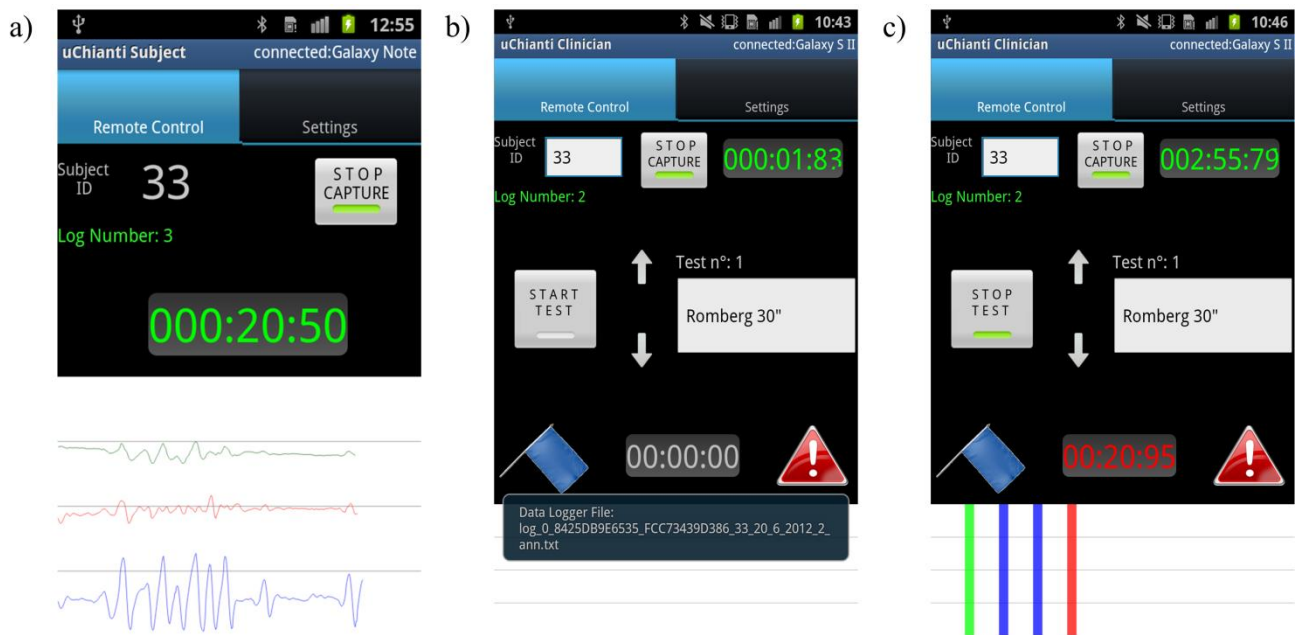 a)
12:55
uChianti Subject connected:Galaxy Note
Remote Control Settings
Subject
ID
33
STOP
CAPTURE
Log Number: 3
000:20:50
b)
10:43
uChianti Clinician connected:Galaxy S II
Remote Control Settings
Subject
ID
33
STOP
CAPTURE
000:01:83
Log Number: 2
START
TEST
Test n°: 1
Romberg 30"
00:00:00
Data Logger File:
log_0_8425DB9E6535_FCC73439D386_33_20_6_2012_2_
ann.txt
c)
10:46
uChianti Clinician connected:Galaxy S II
Remote Control Settings
Subject
ID
33
STOP
CAPTURE
002:55:79
Log Number: 2
STOP
TEST
Test n°: 1
Romberg 30"
00:20:95